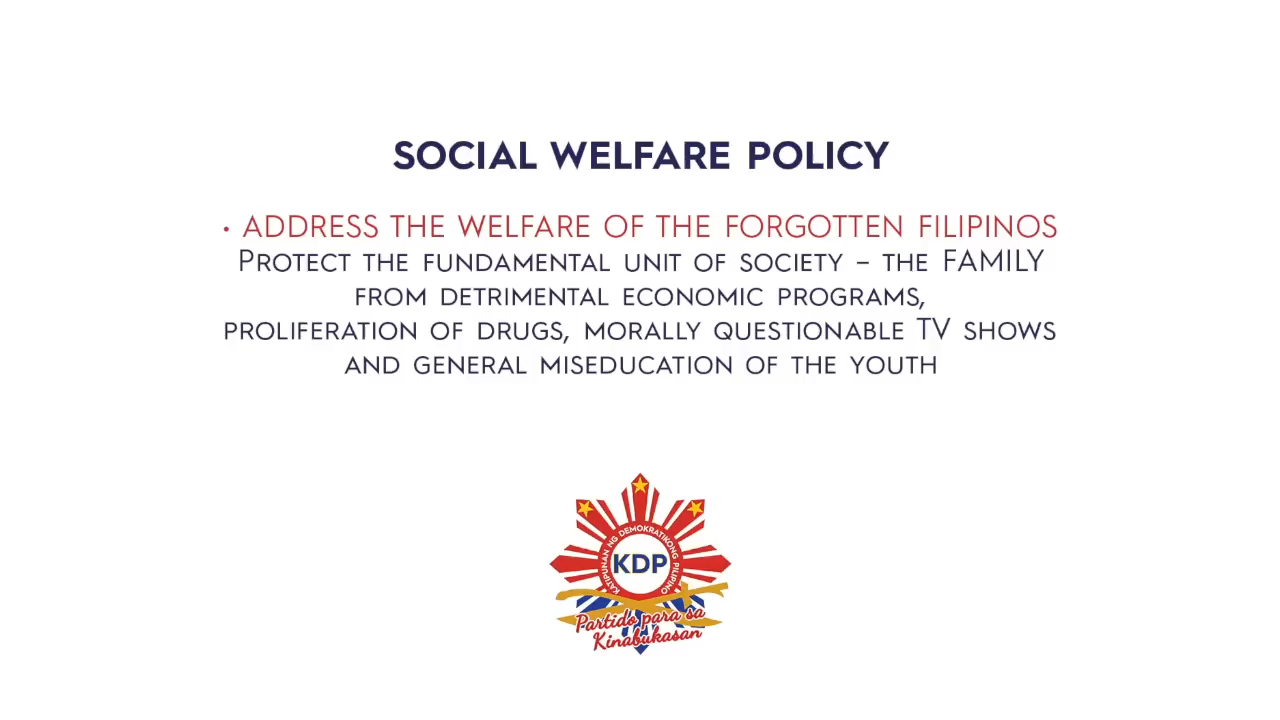 SOCIAL WELFARE POLICY
• ADDRESS THE WELFARE OF THE FORGOTTEN FILIPINOS
PROTECT THE FUNDAMENTAL UNIT OF SOCIETY – THE FAMILY
FROM DETRIMENTAL ECONOMIC PROGRAMS,
PROLIFERATION OF DRUGS, MORALLY QUESTIONABLE TV SHOWS
AND GENERAL MISEDUCATION OF THE YOUTH
KATIPUNAN NG DEMOKRATIKONG PILIPINO
KDP
Partido para sa
Kinabukasan